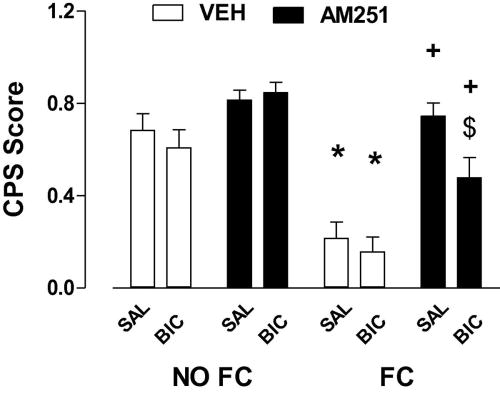 VEH AM251
1.2
0.8
0.4
0.0
CPS Score
+
+
$
* *
SAL BIC SAL BIC SAL BIC SAL BIC
NO FC FC